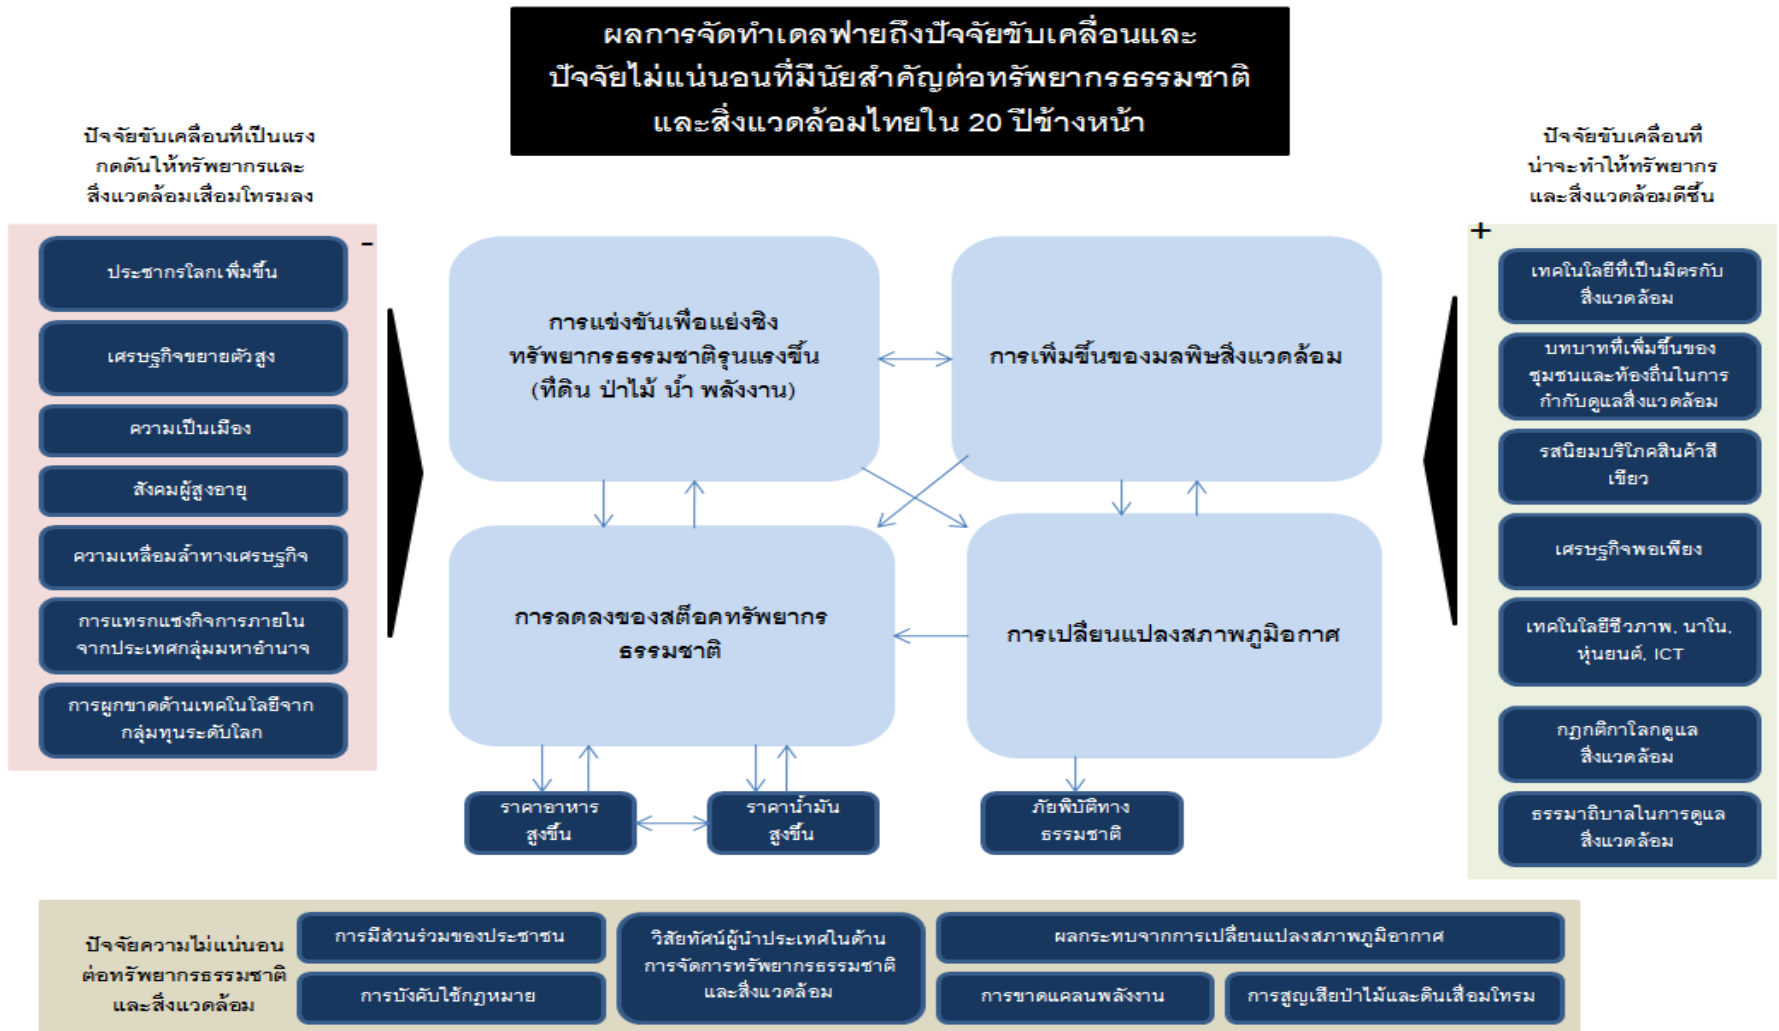 ผลการจัดทำเดลฟายถึงปัจจัยขับเคลื่อนและ
ปัจจัยไม่แน่นอนที่มีนัยสำคัญต่อทรัพยากรธรรมชาติ
และสิ่งแวดล้อมไทยใน 20 ปีข้างหน้า
ปัจจัยขับเคลื่อนที่เป็นแรง
กดดันให้ทรัพยากรและ
สิ่งแวดล้อมเสื่อมโทรมลง
-
ประชากรโลกเพิ่มขึ้น
เศรษฐกิจขยายตัวสูง
ความเป็นเมือง
สังคมผู้สูงอายุ
ความเหลื่อมล้ำทางเศรษฐกิจ
การแทรกแซงกิจการภายใน
จากประเทศกลุ่มมหาอำนาจ
การผูกขาดด้านเทคโนโลยีจาก
กลุ่มทุนระดับโลก
การแข่งขันเพื่อแย่งชิง
ทรัพยากรธรรมชาติรุนแรงขึ้น
(ที่ดิน ป่าไม้ น้ำ พลังงาน)
การเพิ่มขึ้นของมลพิษสิ่งแวดล้อม
การลดลงของสต๊อคทรัพยากร
ธรรมชาติ
การเปลี่ยนแปลงสภาพภูมิอากาศ
ราคาอาหาร
สูงขึ้น
ราคาน้ำมัน
สูงขึ้น
ภัยพิบัติทาง
ธรรมชาติ
ปัจจัยขับเคลื่อนที่
น่าจะทำให้ทรัพยากร
และสิ่งแวดล้อมดีขึ้น
+
เทคโนโลยีที่เป็นมิตรกับ
สิ่งแวดล้อม
บทบาทที่เพิ่มขึ้นของ
ชุมชนและท้องถิ่นในการ
กำกับดูแลสิ่งแวดล้อม
รสนิยมบริโภคสินค้าสี
เขียว
เศรษฐกิจพอเพียง
เทคโนโลยีชีวภาพ, นาโน,
หุ่นยนต์, ICT
กฎกติกาโลกดูแล
สิ่งแวดล้อม
ธรรมาภิบาลในการดูแล
สิ่งแวดล้อม
ปัจจัยความไม่แน่นอน
ต่อทรัพยากรธรรมชาติ
และสิ่งแวดล้อม
การมีส่วนร่วมของประชาชน
การบังคับใช้กฎหมาย
วิสัยทัศน์ผู้นำประเทศในด้าน
การจัดการทรัพยากรธรรมชาติ
และสิ่งแวดล้อม
ผลกระทบจากการเปลี่ยนแปลงสภาพภูมิอากาศ
การขาดแคลนพลังงาน
การสูญเสียป่าไม้และดินเสื่อมโทรม